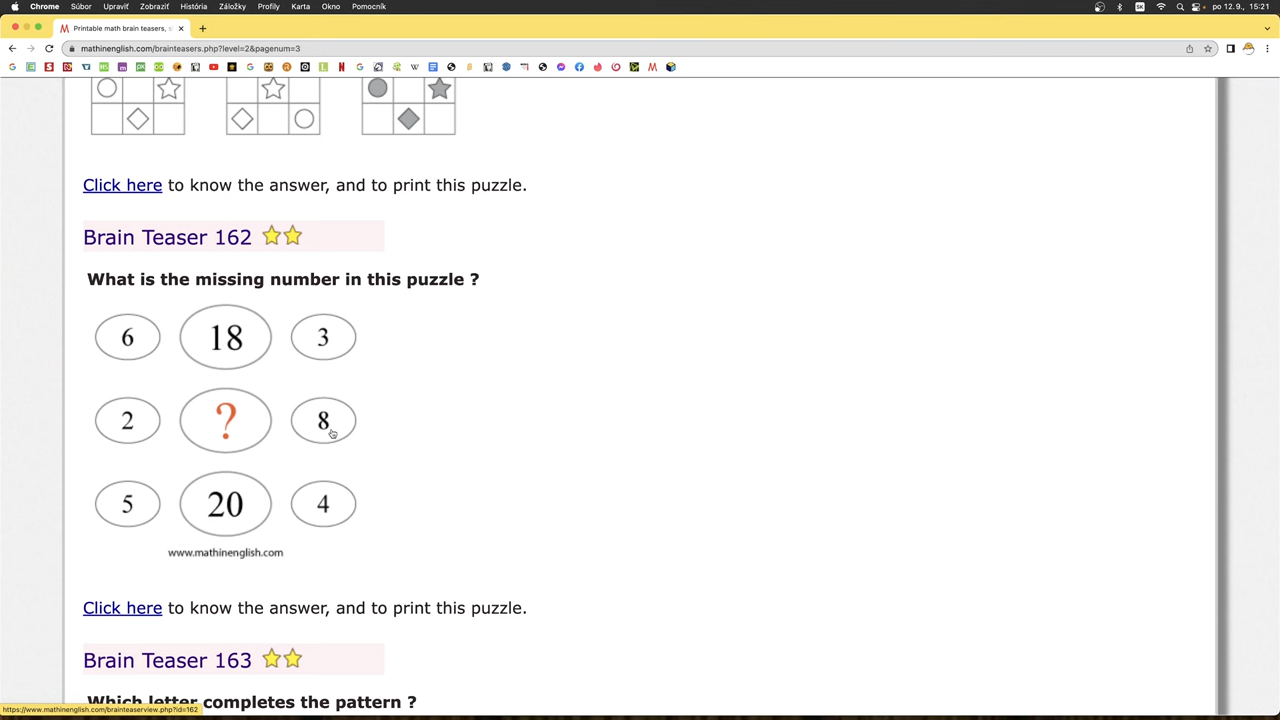 Chrome Súbor Upraviť Zobraziť História Záložky Profily Karta Okno Pomocník SK po 12.9., 15:21
Printable math brain teasers, s
mathinenglish.com/brainteasers.php?level=2&pagenum=3
Click here to know the answer, and to print this puzzle.
Brain Teaser 162
What is the missing number in this puzzle ?
6 18 3
2 ? 8
5 20 4
www.mathinenglish.com
Click here to know the answer, and to print this puzzle.
Brain Teaser 163
Which letter completes the pattern ?
https://www.mathinenglish.com/brainteaserview.php?id=162